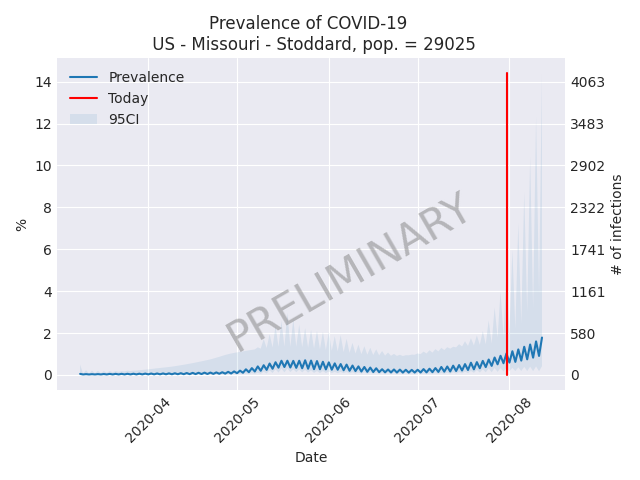 Prevalence of COVID-19
US - Missouri - Stoddard, pop. = 29025
Prevalence
Today
95CI
14
12
10
8
6
4
2
0
%
4063
3483
2902
2322
1741
1161
580
0
# of infections
PRELIMINARY
2020-04
2020-05
2020-06
2020-07
2020-08
Date